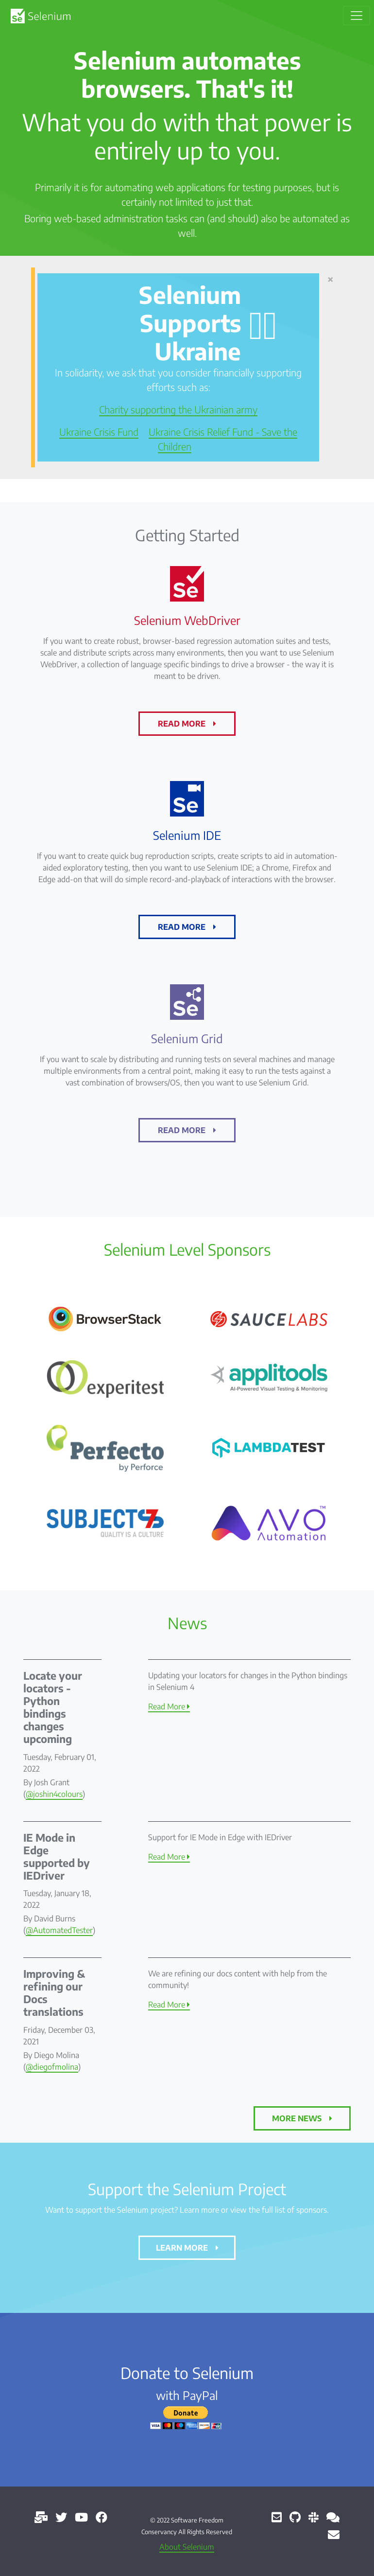 Se Selenium
Selenium automates
browsers. That's it!
What you do with that power is
entirely up to you.
Primarily it is for automating web applications for testing purposes, but is
certainly not limited to just that.
Boring web-based administration tasks can (and should) also be automated as
well.
×
Selenium
Supports
Ukraine
In solidarity, we ask that you consider financially supporting
efforts such as:
Charity supporting the Ukrainian army
Ukraine Crisis Fund Ukraine Crisis Relief Fund - Save the
Children
Getting Started
Se
Selenium WebDriver
If you want to create robust, browser-based regression automation suites and tests,
scale and distribute scripts across many environments, then you want to use Selenium
WebDriver, a collection of language specific bindings to drive a browser - the way it is
meant to be driven.
READ MORE
Se
Selenium IDE
If you want to create quick bug reproduction scripts, create scripts to aid in automation-
aided exploratory testing, then you want to use Selenium IDE; a Chrome, Firefox and
Edge add-on that will do simple record-and-playback of interactions with the browser.
READ MORE
Se
Selenium Grid
If you want to scale by distributing and running tests on several machines and manage
multiple environments from a central point, making it easy to run the tests against a
vast combination of browsers/OS, then you want to use Selenium Grid.
READ MORE
Selenium Level Sponsors
BrowserStack
SAUCELABS
experitest
applitools
AI-Powered Visual Testing & Monitoring
Perfecto
by Perforce
LAMBDATEST
SUBJECT7
QUALITY IS A CULTURE
AVO
Automation
TM
News
Locate your
locators -
Python
bindings
changes
upcoming
Tuesday, February 01,
2022
By Josh Grant
(@joshin4colours)
Updating your locators for changes in the Python bindings
in Selenium 4
Read More
IE Mode in
Edge
supported by
IEDriver
Tuesday, January 18,
2022
By David Burns
(@AutomatedTester)
Support for IE Mode in Edge with IEDriver
Read More
Improving &
refining our
Docs
translations
Friday, December 03,
2021
By Diego Molina
(@diegofmolina)
We are refining our docs content with help from the
community!
Read More
MORE NEWS
Support the Selenium Project
Want to support the Selenium project? Learn more or view the full list of sponsors.
LEARN MORE
Donate to Selenium
with PayPal
Donate
© 2022 Software Freedom
Conservancy All Rights Reserved
About Selenium